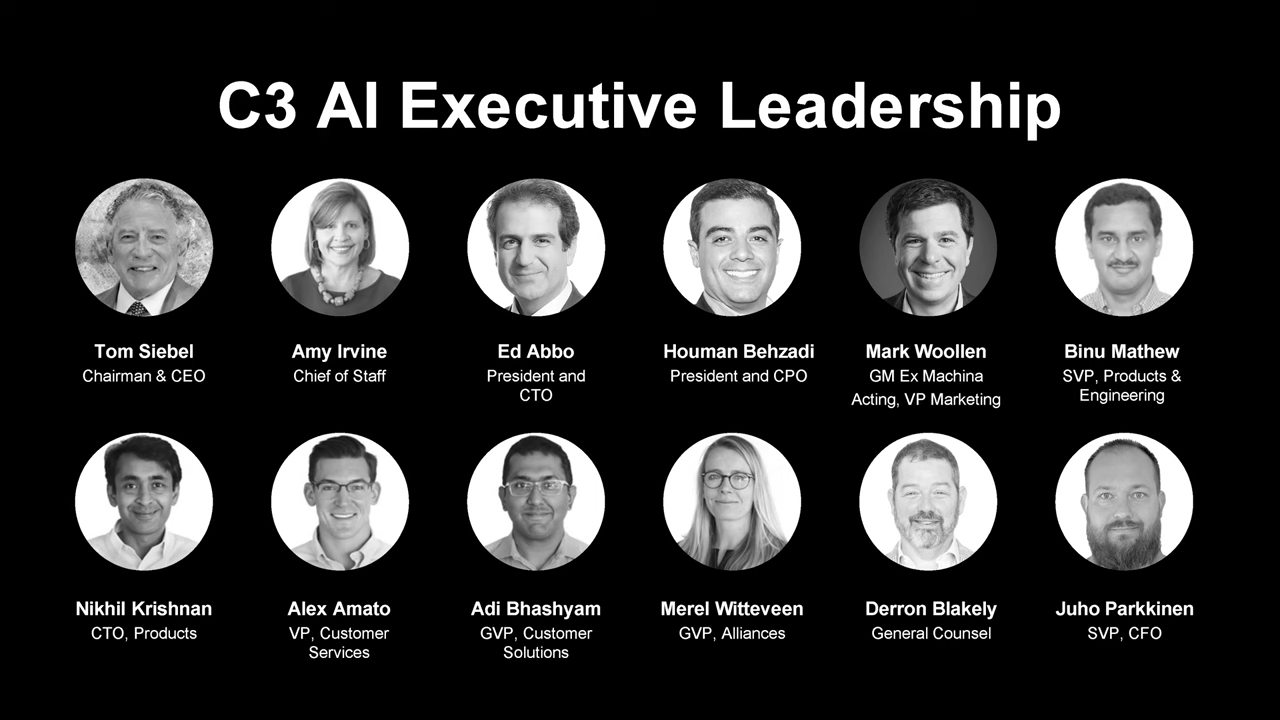 C3 AI Executive Leadership
Tom Siebel
Chairman & CEO
Amy Irvine
Chief of Staff
Ed Abbo
President and
CTO
Houman Behzadi
President and CPO
Mark Woollen
GM Ex Machina
Acting, VP Marketing
Binu Mathew
SVP, Products &
Engineering
Nikhil Krishnan
CTO, Products
Alex Amato
VP, Customer
Services
Adi Bhashyam
GVP, Customer
Solutions
Merel Witteveen
GVP, Alliances
Derron Blakely
General Counsel
Juho Parkkinen
SVP, CFO